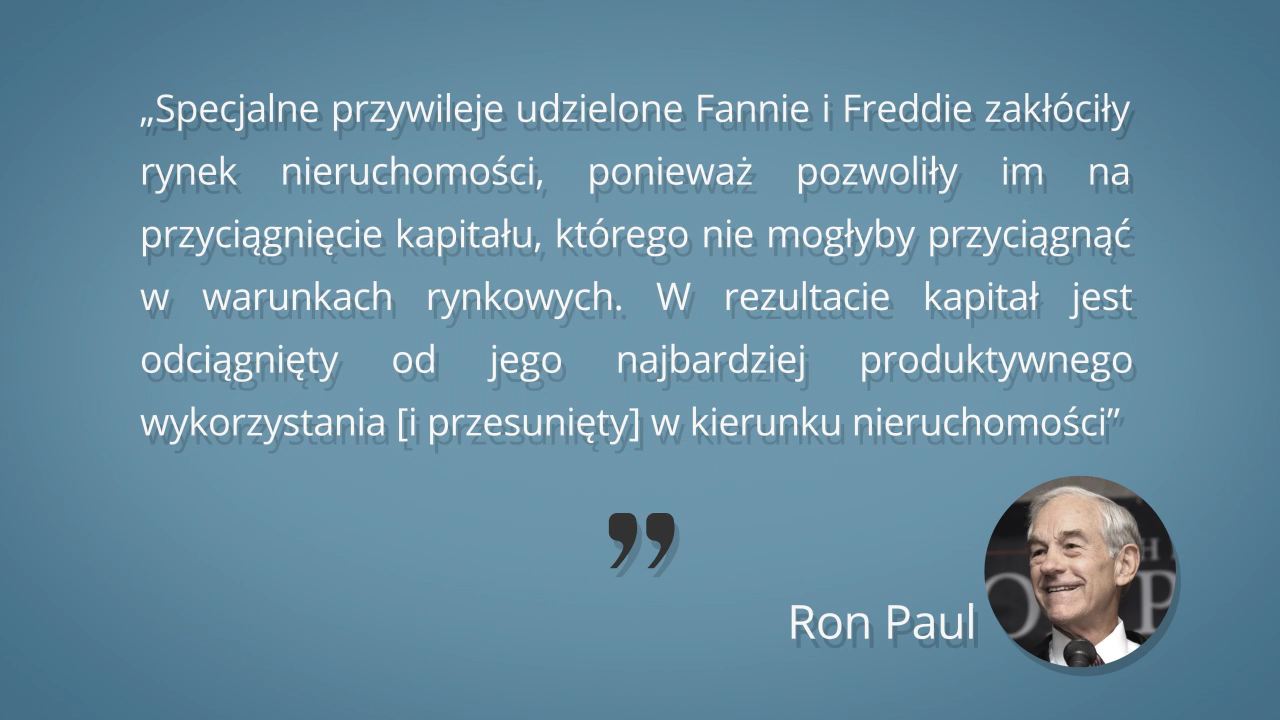 „Specjalne przywileje udzielone Fannie i Freddie zakłóciły
rynek nieruchomości, ponieważ pozwoliły im na
przyciągnięcie kapitału, którego nie mogłyby przyciągnąć
w warunkach rynkowych. W rezultacie kapitał jest
odciągnięty od jego najbardziej produktywnego
wykorzystania [i przesunięty] w kierunku nieruchomości”
”
Ron Paul